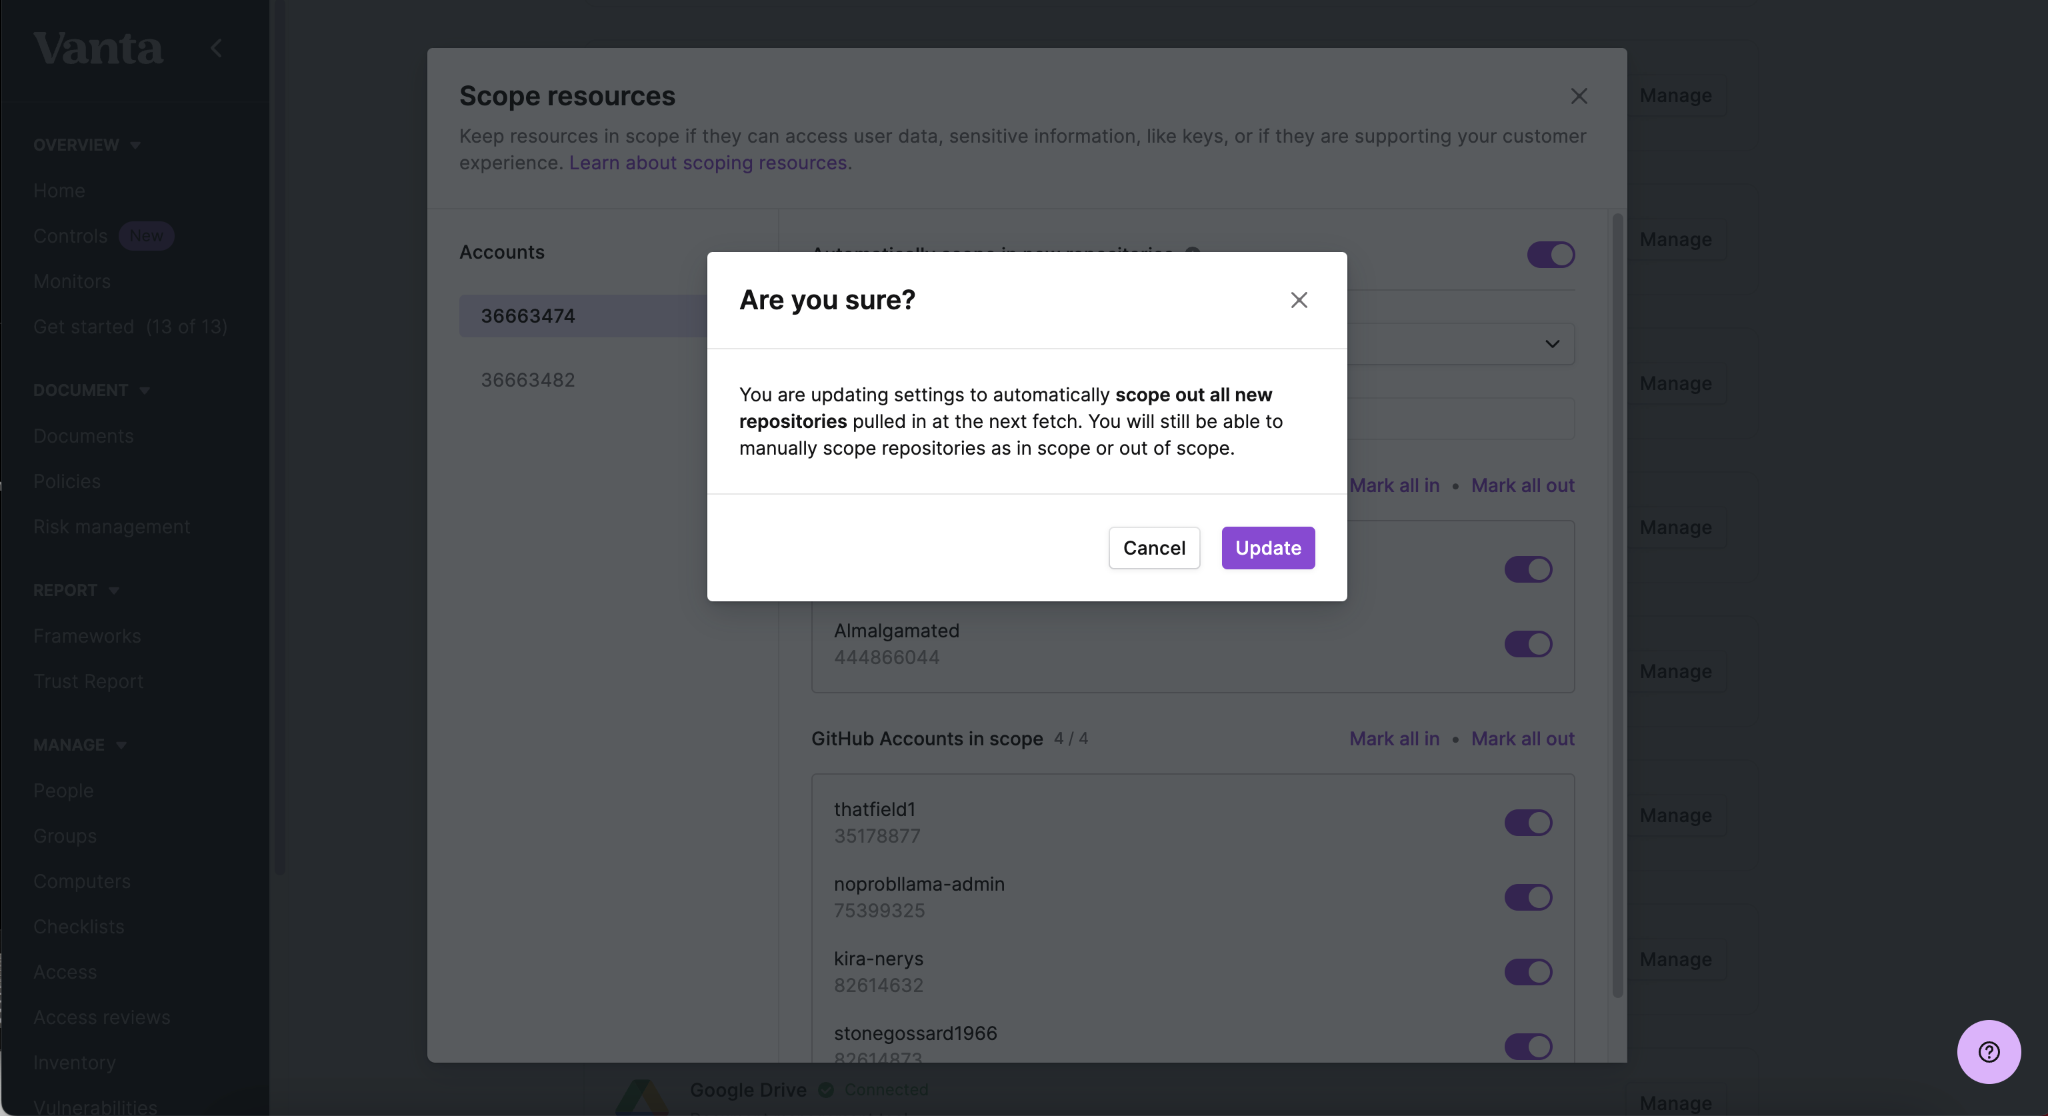 Vanta
OVERVIEW
Home
Controls New
Monitors
Get started (13 of 13)
DOCUMENT
Documents
Policies
Risk management
REPORT
Frameworks
Trust Report
MANAGE
People
Groups
Computers
Checklists
Access
Access reviews
Inventory
Vulnerabilities
Scope resources
Keep resources in scope if they can access user data, sensitive information, like keys, or if they are supporting your customer
experience. Learn about scoping resources.
Accounts
36663474
36663482
Automatically scope in new repositories
Are you sure?
You are updating settings to automatically scope out all new
repositories pulled in at the next fetch. You will still be able to
manually scope repositories as in scope or out of scope.
Cancel
Update
Mark all in • Mark all out
Almalgamated
444866044
GitHub Accounts in scope 4 / 4
Mark all in • Mark all out
thatfield1
35178877
noprobllama-admin
75399325
kira-nerys
82614632
stonegossard1966
82614873
Google Drive Connected
Manage
Manage
Manage
Manage
Manage
Manage
Manage
Manage